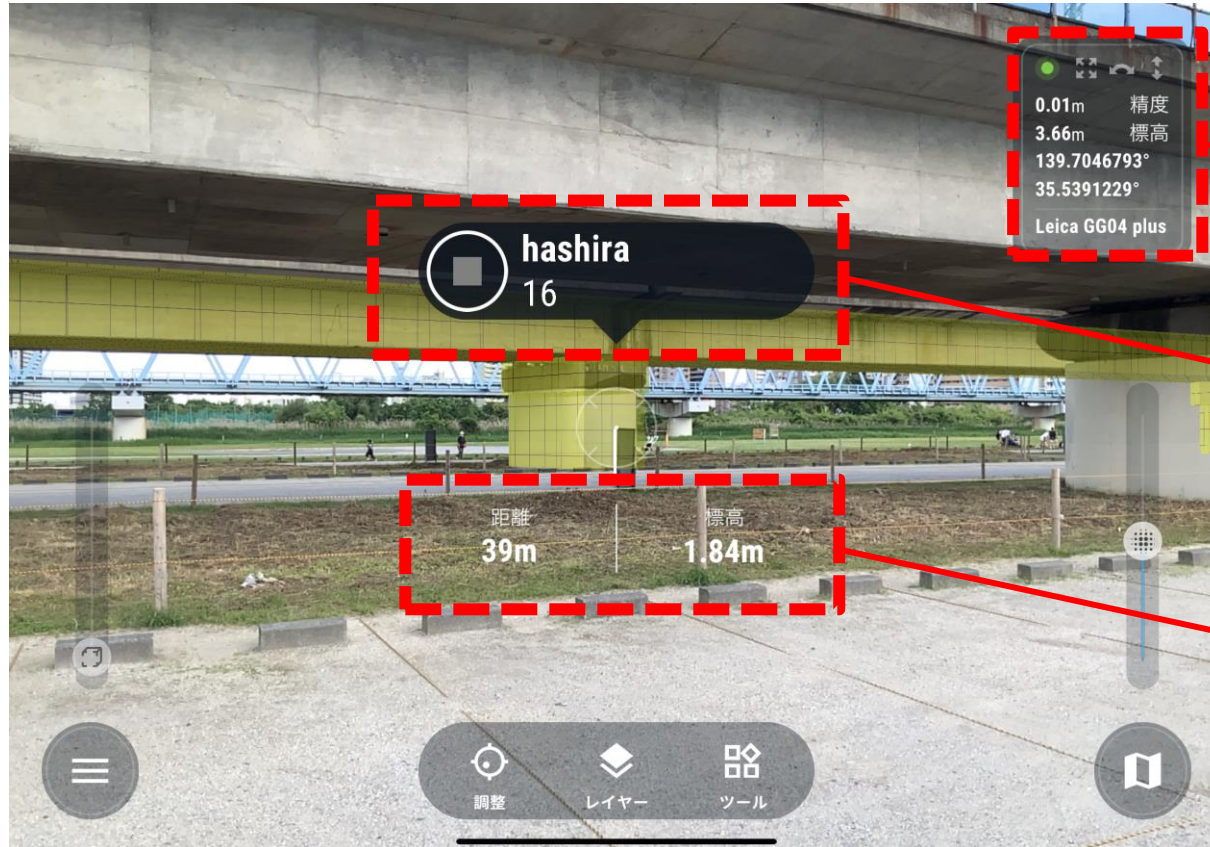 0.01m 精度
3.66m 標高
139.7046793°
35.5391229°
Leica GG04 plus
hashira
16
距離 標高
39m -1.84m
調整 レイヤー ツール